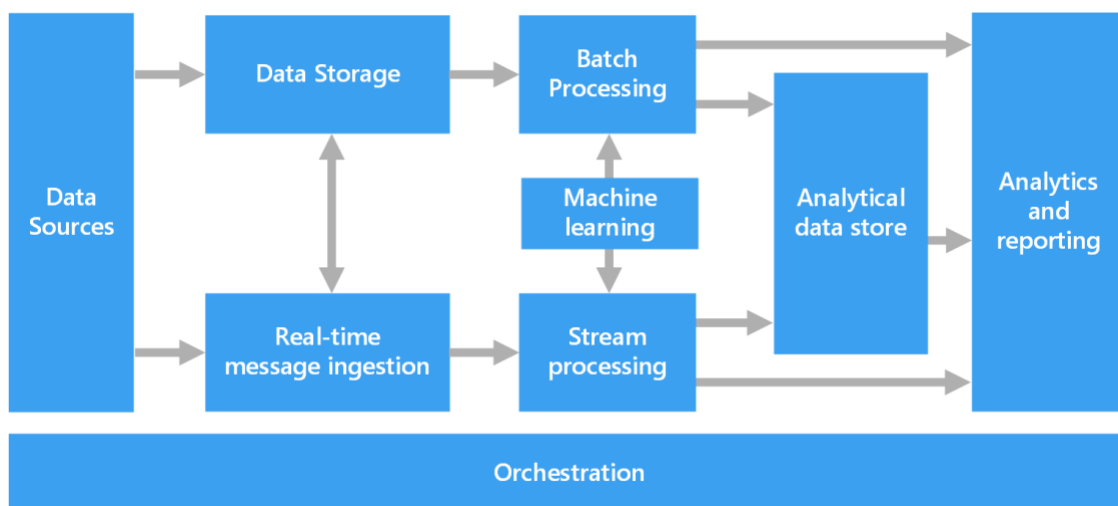 Data
Sources
Data Storage
Real-time
message ingestion
Batch
Processing
Machine
learning
Stream
processing
Analytical
data store
Analytics
and
reporting
Orchestration